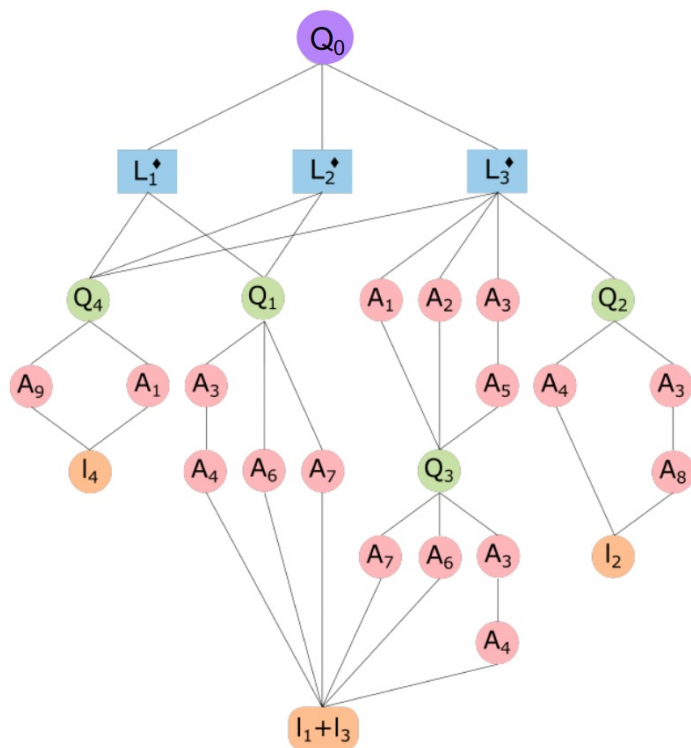 Q₀
L₁♦ L₂♦ L₃♦
Q₄ Q₁ A₁ A₂ A₃ Q₂
A₉ A₁ A₃ A₅ A₄ A₃
I₄ A₄ A₆ A₇ Q₃ A₈
A₇ A₆ A₃ I₂
A₄
I₁+I₃